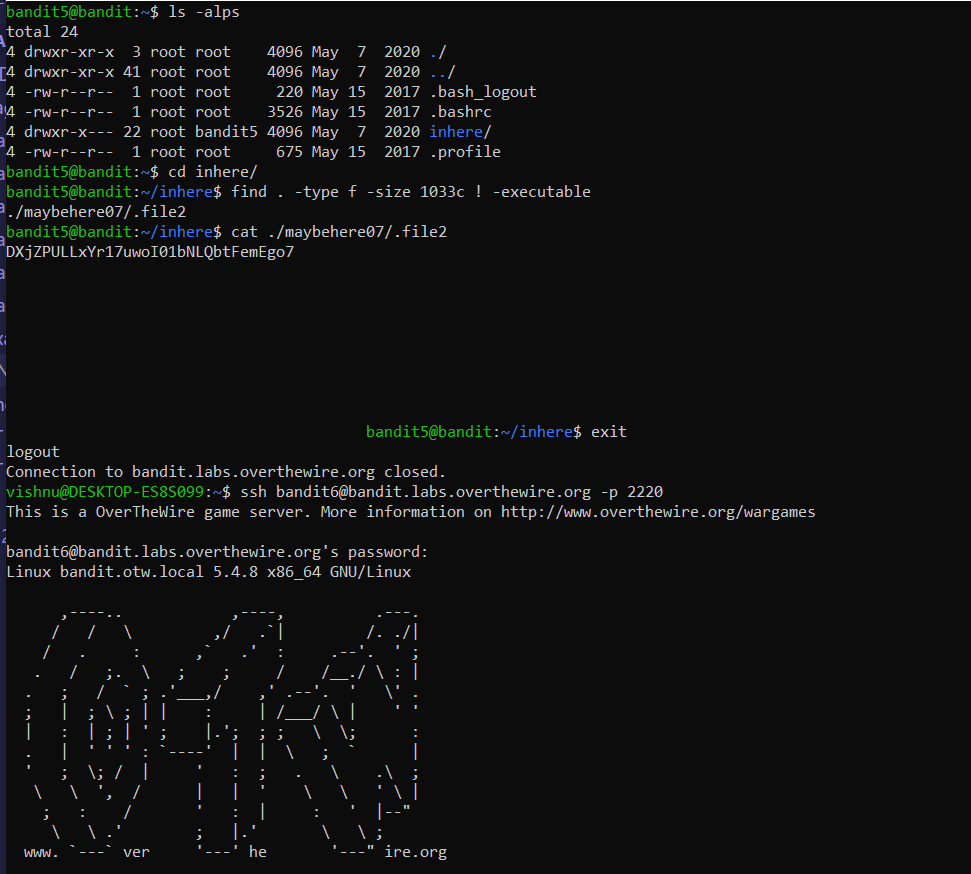 bandit5@bandit:~$ ls -alps
total 24
4 drwxr-xr-x  3 root root    4096 May  7  2020 ./
4 drwxr-xr-x 41 root root    4096 May  7  2020 ../
4 -rw-r--r--  1 root root     220 May 15  2017 .bash_logout
4 -rw-r--r--  1 root root    3526 May 15  2017 .bashrc
4 drwxr-x--- 22 root bandit5 4096 May  7  2020 inhere/
4 -rw-r--r--  1 root root     675 May 15  2017 .profile
bandit5@bandit:~$ cd inhere/
bandit5@bandit:~/inhere$ find . -type f -size 1033c ! -executable
./maybehere07/.file2
bandit5@bandit:~/inhere$ cat ./maybehere07/.file2
DXjZPULLxYr17uwoI01bNLQbtFemEgo7
bandit5@bandit:~/inhere$ exit
logout
Connection to bandit.labs.overthewire.org closed.
vishnu@DESKTOP-ES8S099:~$ ssh bandit6@bandit.labs.overthewire.org -p 2220
This is a OverTheWire game server. More information on http://www.overthewire.org/wargames
bandit6@bandit.labs.overthewire.org's password:
Linux bandit.otw.local 5.4.8 x86_64 GNU/Linux
www. `---` ver     '---' he       '---" ire.org